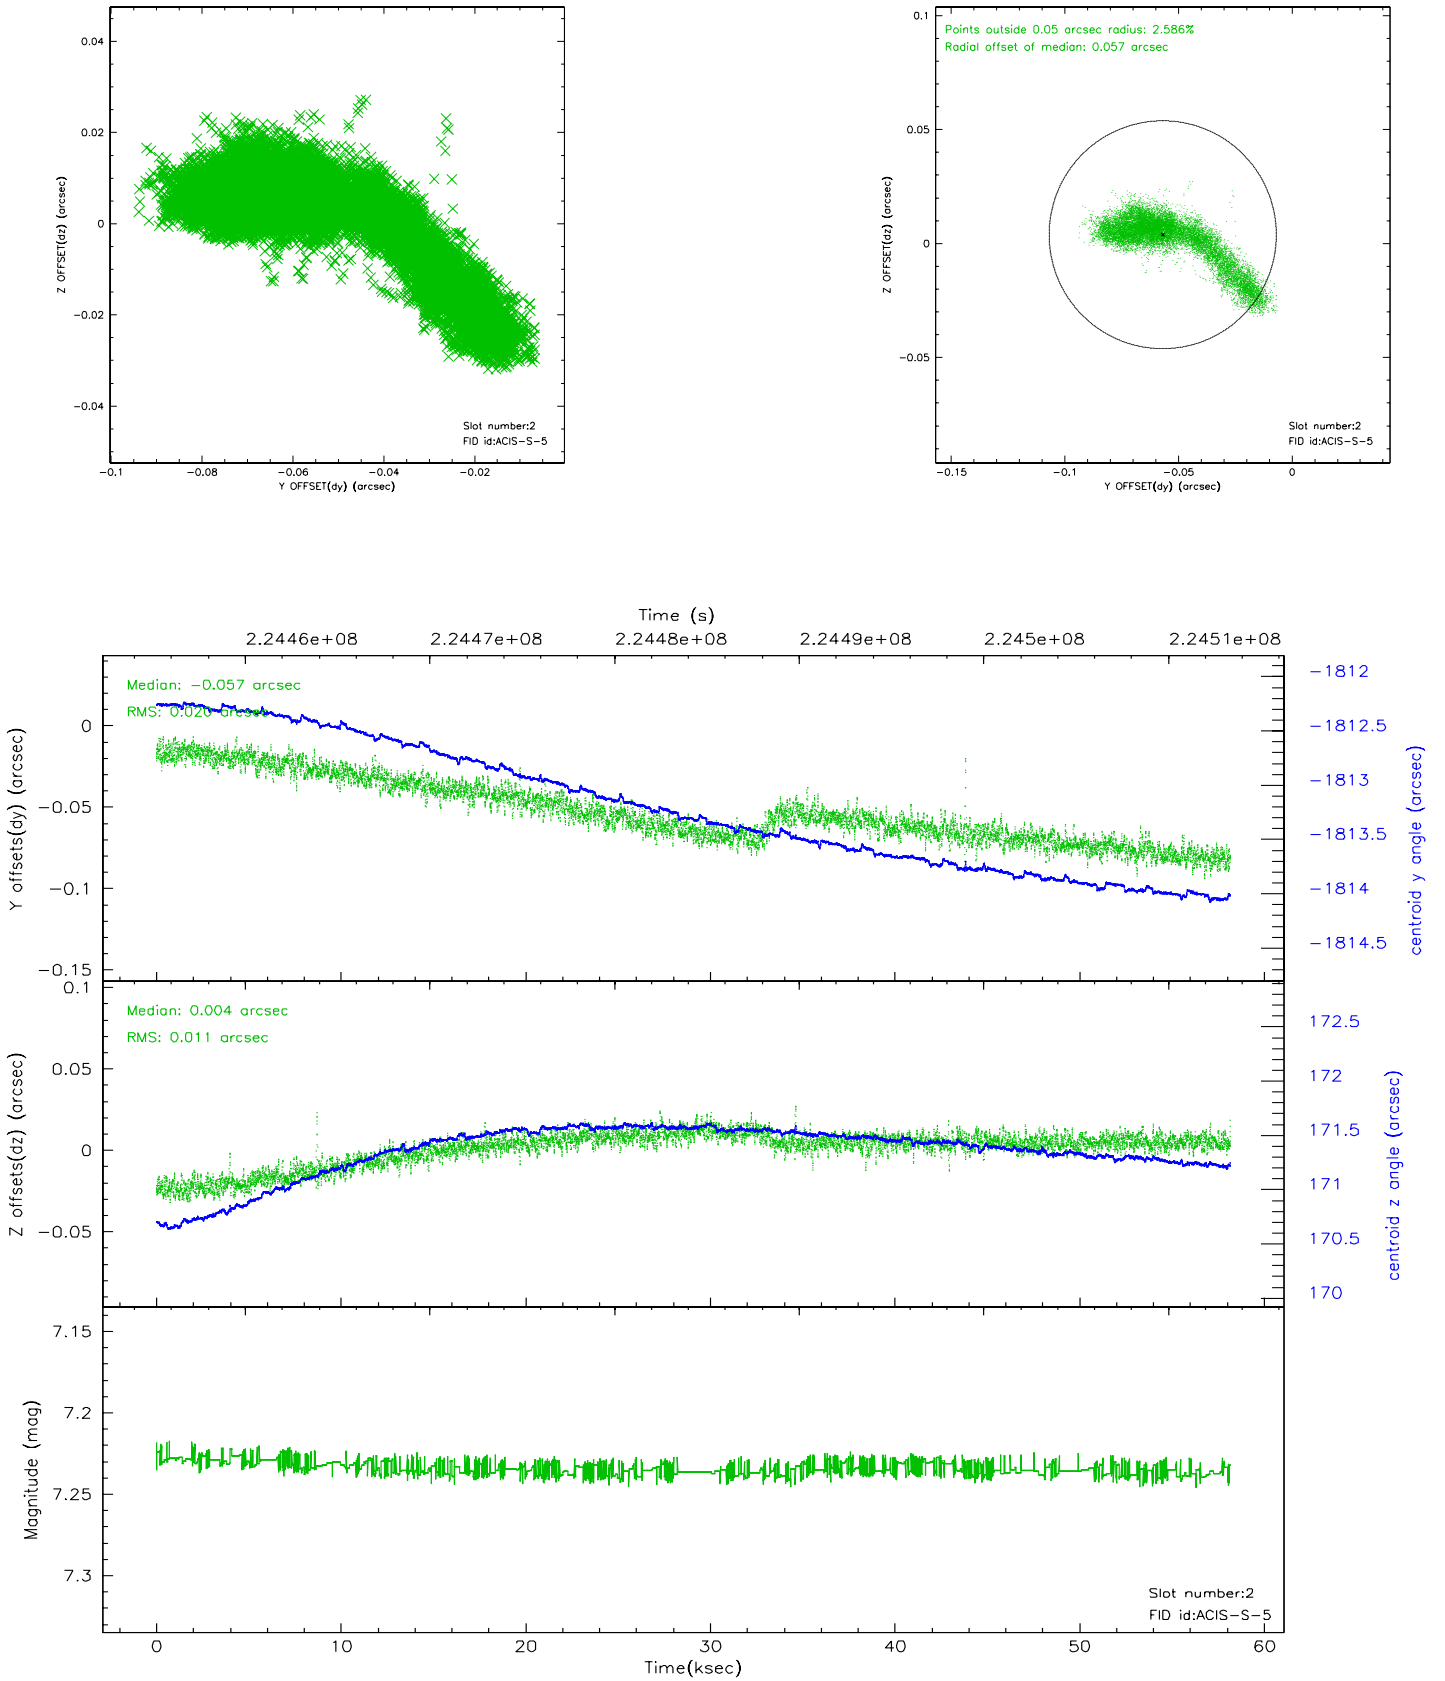 0.04
0.02
0
−0.02
−0.04
Z OFFSET(dz) (arcsec)
−0.1
−0.08
−0.06
−0.04
−0.02
Y OFFSET(dy) (arcsec)
Slot number:2
FID id:ACIS−S−5
Points outside 0.05 arcsec radius: 2.586%
Radial offset of median: 0.057 arcsec
0.1
0.05
0
−0.05
Z OFFSET(dz) (arcsec)
−0.15
−0.1
−0.05
0
Y OFFSET(dy) (arcsec)
Slot number:2
FID id:ACIS−S−5
Time (s)
2.2446e+08
2.2447e+08
2.2448e+08
2.2449e+08
2.245e+08
2.2451e+08
Median: −0.057 arcsec
RMS: 0.020 arcsec
0
−0.05
−0.1
−0.15
Y offsets(dy) (arcsec)
−1812
−1812.5
−1813
−1813.5
−1814
−1814.5
centroid y angle (arcsec)
Median: 0.004 arcsec
RMS: 0.011 arcsec
0.1
0.05
0
−0.05
Z offsets(dz) (arcsec)
172.5
172
171.5
171
170.5
170
centroid z angle (arcsec)
7.15
7.2
7.25
7.3
Magnitude (mag)
Slot number:2
FID id:ACIS−S−5
0
10
20
30
40
50
60
Time(ksec)